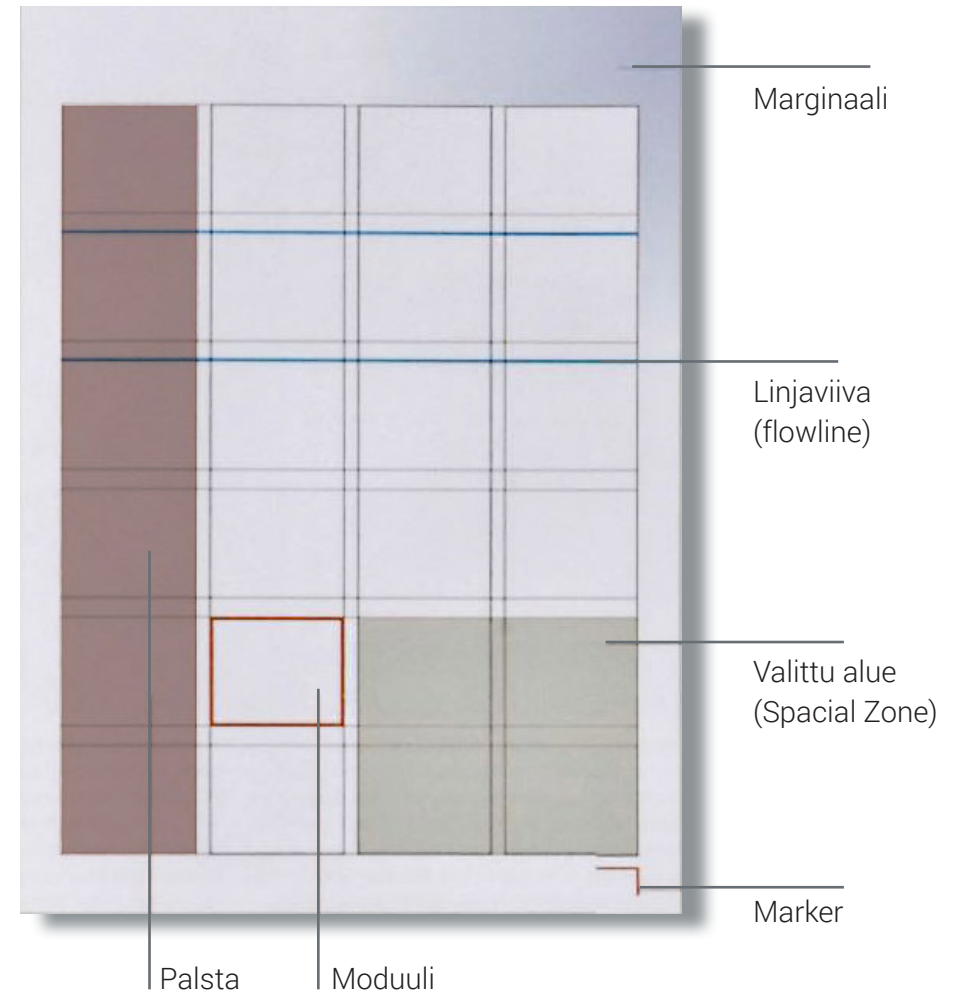 Marginaali
Linjaviiva
(flowline)
Valittu alue
(Spacial Zone)
Marker
Palsta
Moduuli